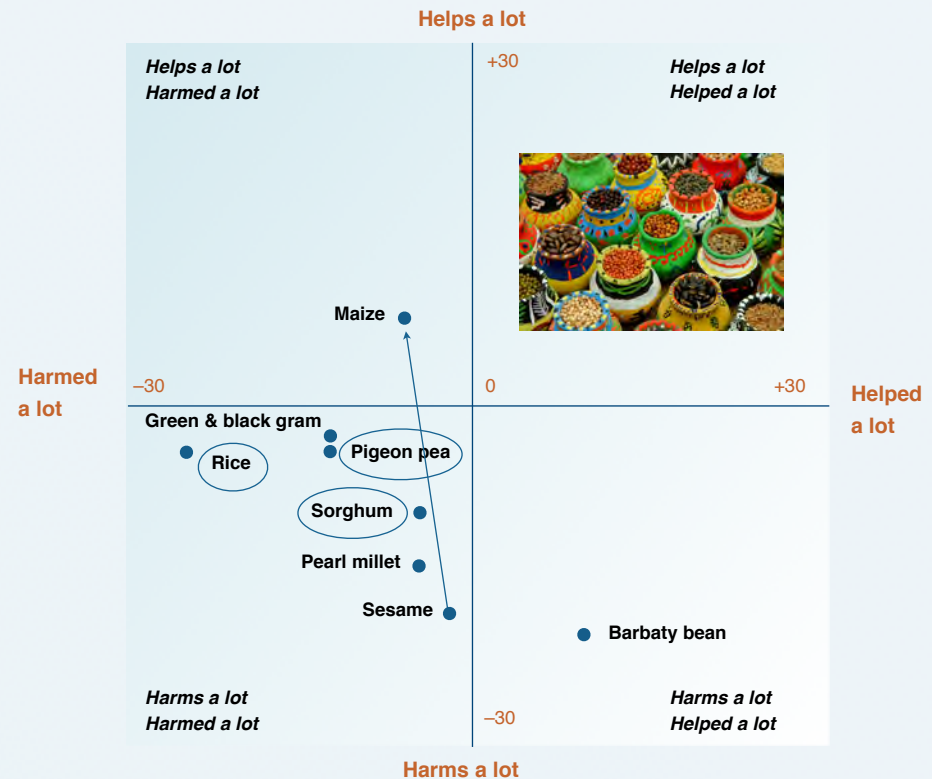 Helps a lot
+30
Helps a lot
Harmed a lot
Helps a lot
Helped a lot
Maize
Harmed
a lot
–30
0
+30
Helped
a lot
Green & black gram
Rice
Pigeon pea
Sorghum
Pearl millet
Sesame
Barbaty bean
Harms a lot
Harmed a lot
–30
Harms a lot
Helped a lot
Harms a lot